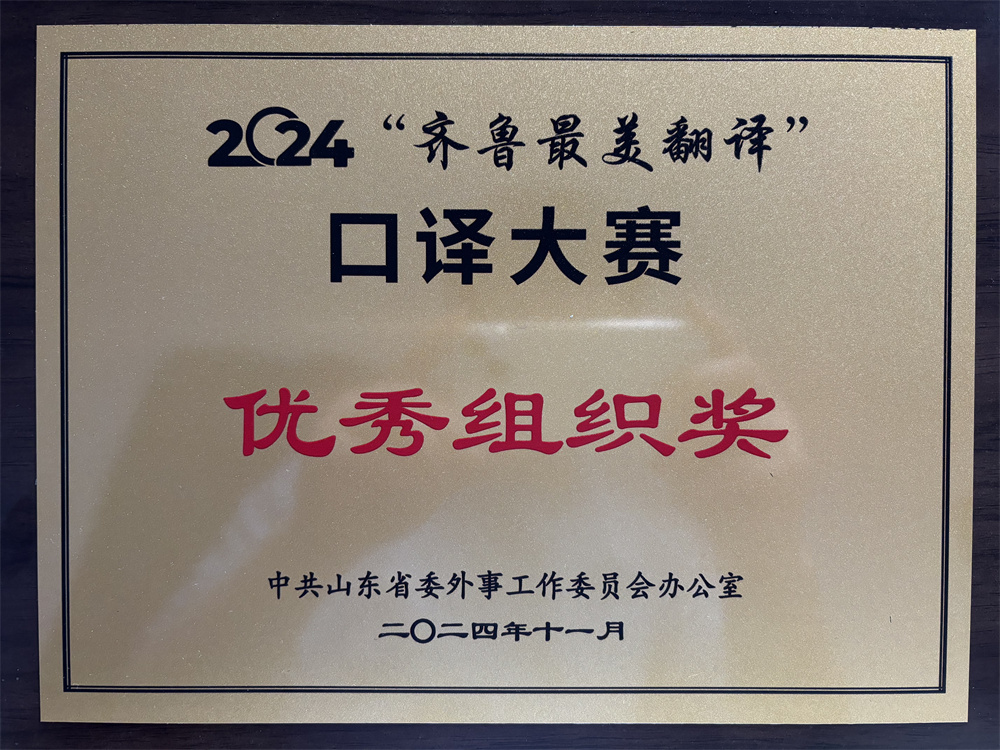 2024“齐鲁最美翻译”
口译大赛
优秀组织奖
中共山东省委外事工作委员会办公室
二〇二四年十一月